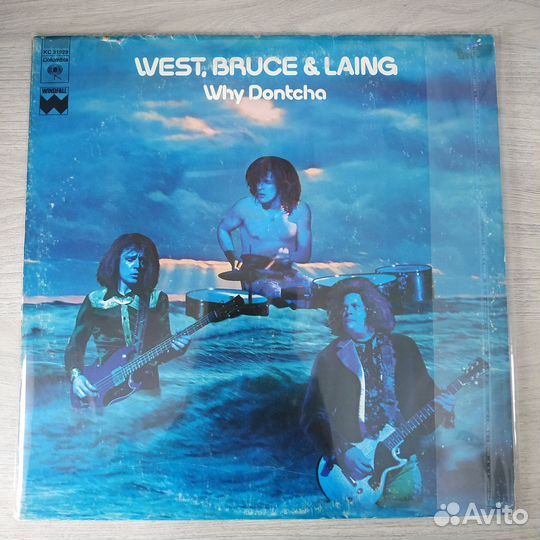 KC 31929
Columbia
WINDFALL
WEST, BRUCE & LAING
Why Dontcha
Avito